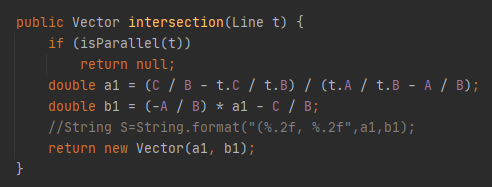 public Vector intersection(Line t) {
if (isParallel(t))
return null;
double a1 = (C / B - t.C / t.B) / (t.A / t.B - A / B);
double b1 = (-A / B) * a1 - C / B;
//String S=String.format("(%.2f, %.2f",a1,b1);
return new Vector(a1, b1);
}